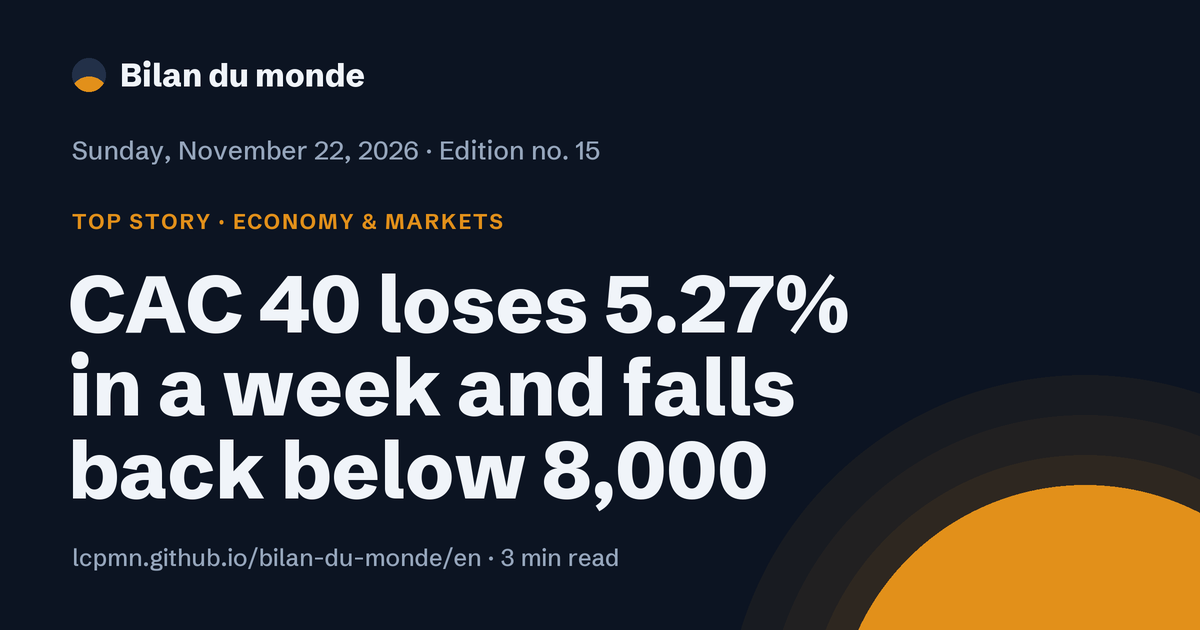 Bilan du monde
Sunday, November 22, 2026 · Edition no. 15
TOP STORY · ECONOMY & MARKETS
CAC 40 loses 5.27%
in a week and falls
back below 8,000
lcpmn.github.io/bilan-du-monde/en · 3 min read